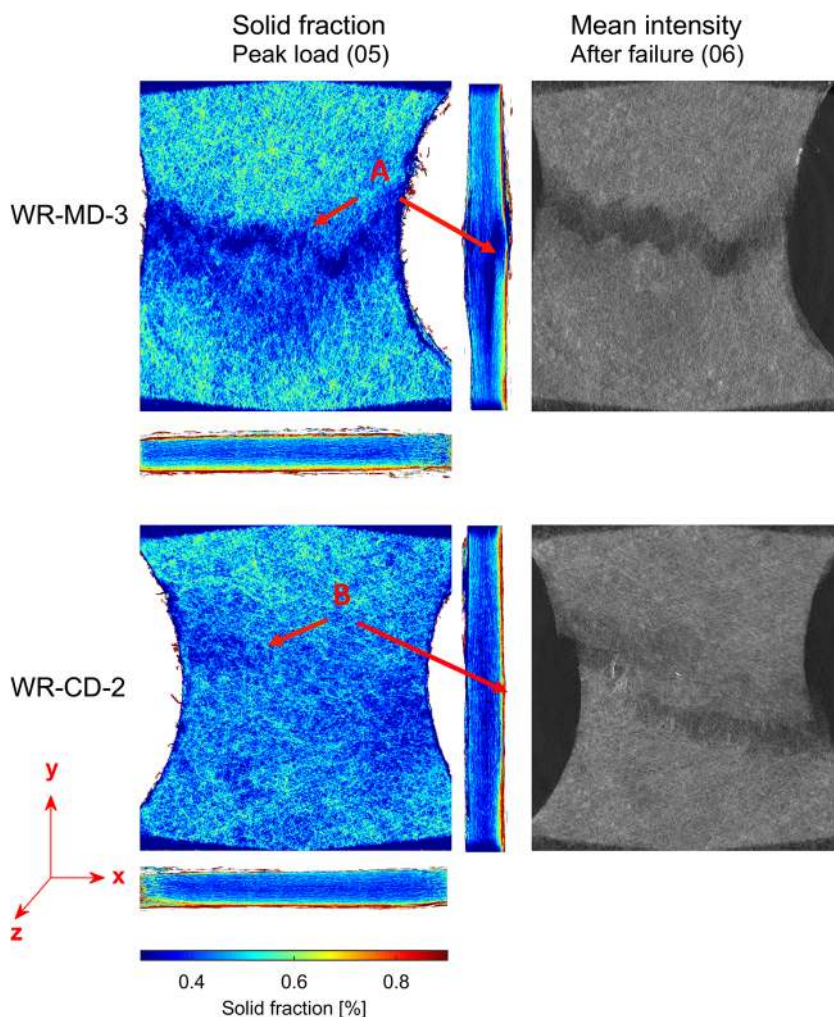 Solid fraction
Peak load (05)
Mean intensity
After failure (06)
A
WR-MD-3
B
WR-CD-2
y
x
z
0.4
0.6
0.8
Solid fraction [%]